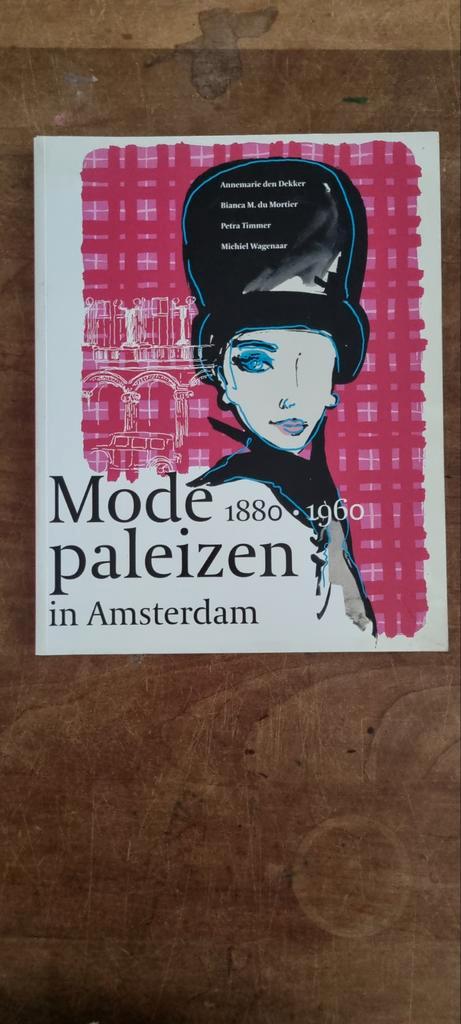 Annemarie den Dekker
Bianca M. du Mortier
Petra Timmer
Michiel Wagenaar
Mode 1880 • 1960
paleizen
in Amsterdam